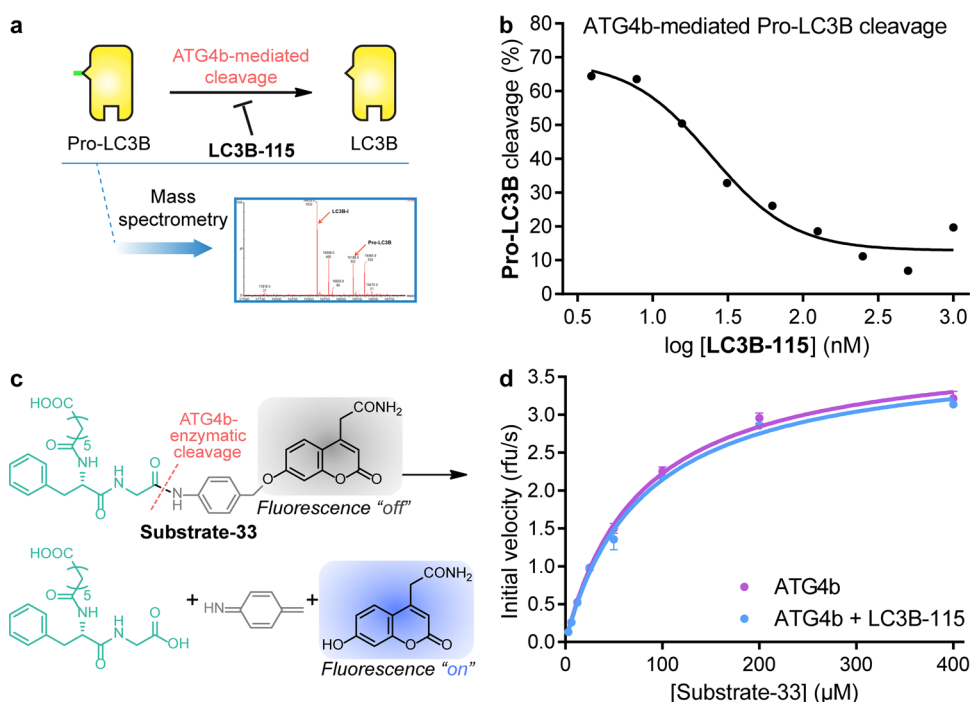 a
ATG4b-mediated
cleavage
Pro-LC3B
LC3B-115
LC3B
Mass
spectrometry
LC3B-I
Pro-LC3B
b
ATG4b-mediated Pro-LC3B cleavage
Pro-LC3B cleavage (%)
70
60
50
40
30
20
10
0
0.5 1.0 1.5 2.0 2.5 3.0
log [LC3B-115] (nM)
c
HOOC
5
O
NH
O
H
N
O
ATG4b-
enzymatic
cleavage
N
H
O
CONH2
O
O
Substrate-33
Fluorescence "off"
HOOC
5
O
NH
O
H
N
O
OH
+
HN
+
CONH2
HO
O
O
Fluorescence "on"
d
Initial velocity (rfu/s)
3.5
3.0
2.5
2.0
1.5
1.0
0.5
0.0
0 100 200 300 400
[Substrate-33] (µM)
ATG4b
ATG4b + LC3B-115